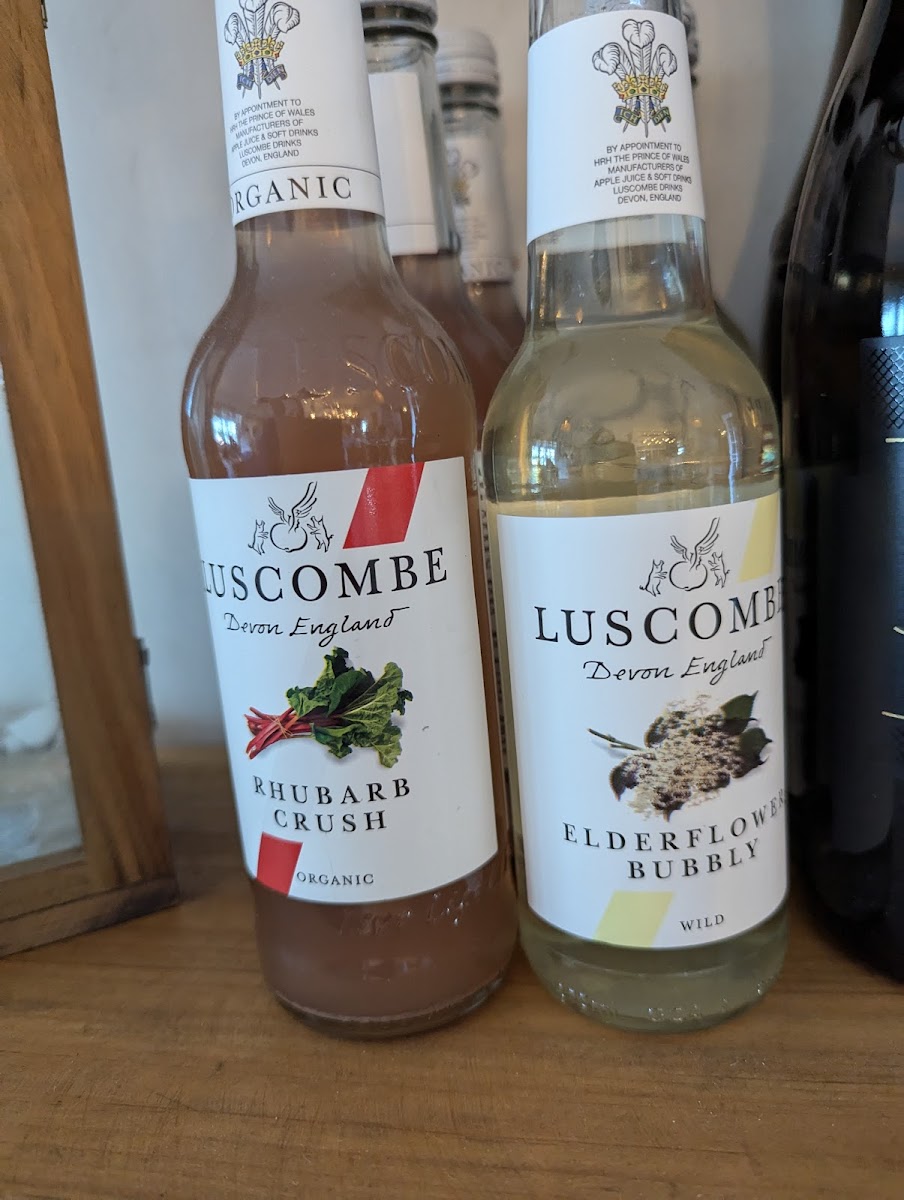 BY APPOINTMENT TO
HRH THE PRINCE OF WALES
MANUFACTURERS OF
APPLE JUICE & SOFT DRINKS
LUSCOMBE DRINKS
DEVON, ENGLAND
ORGANIC
LUSCOMBE
Devon England
RHUBARB
CRUSH
ORGANIC
BY APPOINTMENT TO
HRH THE PRINCE OF WALES
MANUFACTURERS OF
APPLE JUICE & SOFT DRINKS
LUSCOMBE DRINKS
DEVON, ENGLAND
LUSCOMBE
Devon England
ELDERFLOWER
BUBBLY
WILD